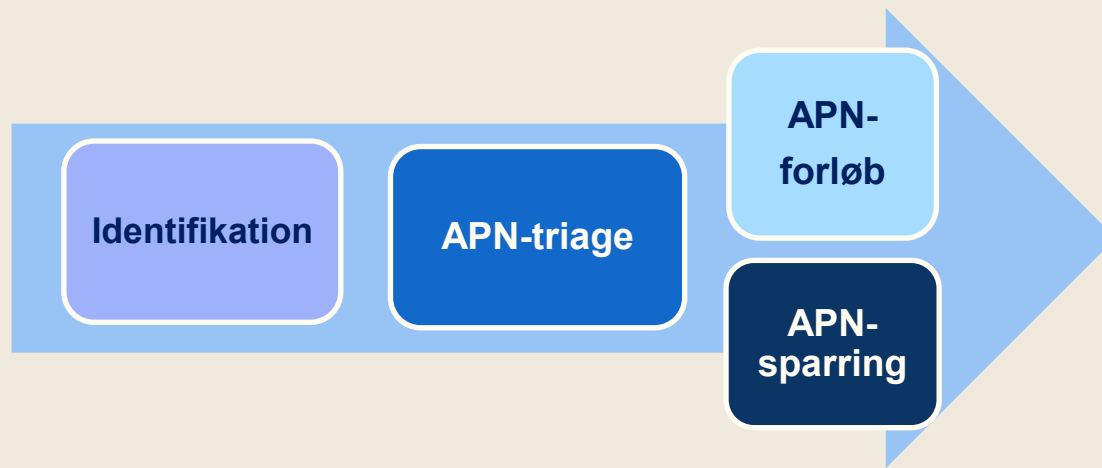 Identifikation
APN-triage
APN-
forløb
APN-
sparring